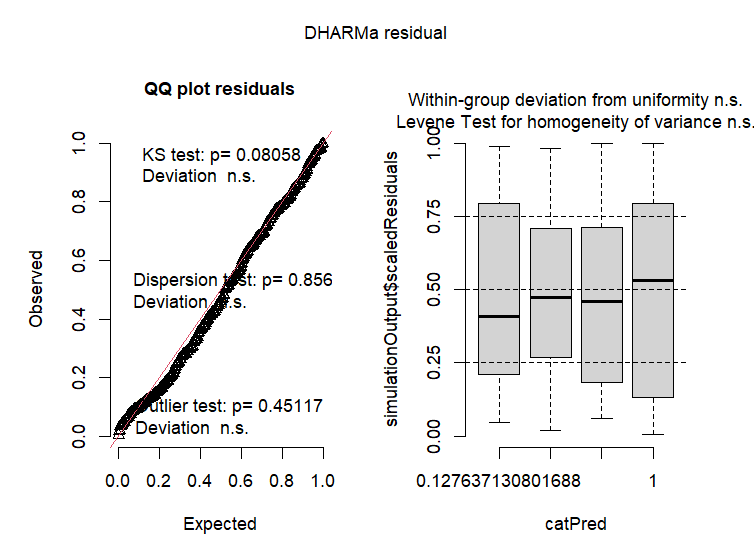 DHARMa residual
QQ plot residuals
KS test: p= 0.08058
Deviation n.s.
Dispersion test: p= 0.856
Deviation n.s.
Outlier test: p= 0.45117
Deviation n.s.
Observed
0.0
0.2
0.4
0.6
0.8
1.0
0.0 0.2 0.4 0.6 0.8 1.0
Expected
Within-group deviation from uniformity n.s.
Levene Test for homogeneity of variance n.s.
simulationOutput$scaledResiduals
0.00
0.25
0.50
0.75
1.00
0.127637130801688 1
catPred